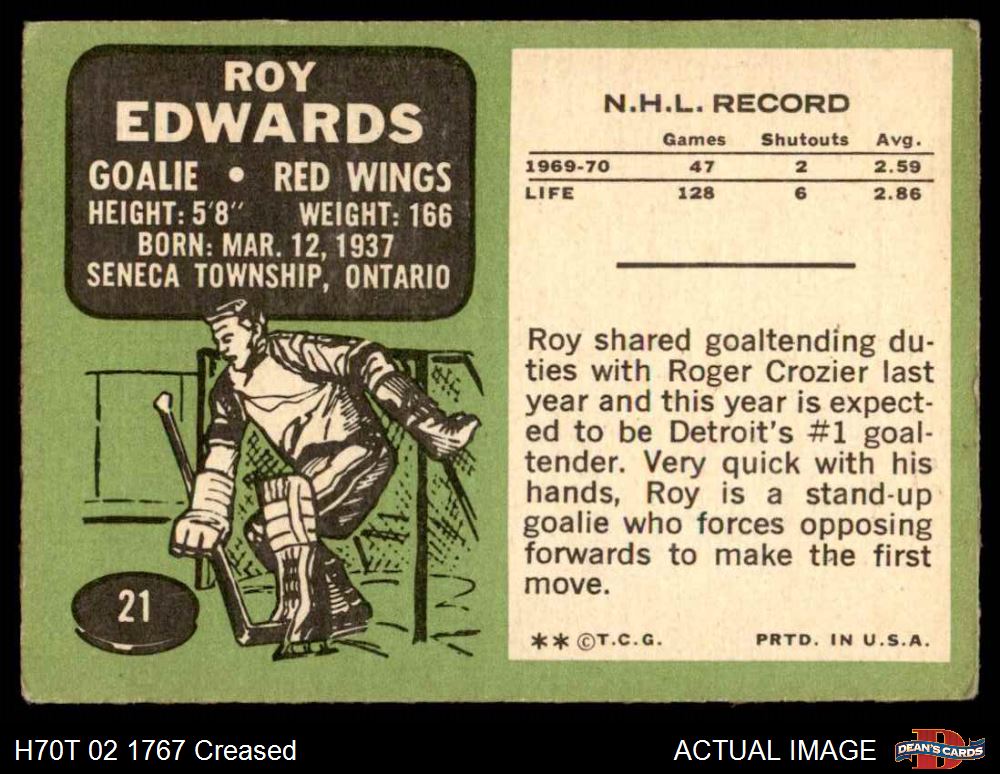 ROY
EDWARDS
GOALIE • RED WINGS
HEIGHT: 5'8" WEIGHT: 166
BORN: MAR. 12, 1937
SENECA TOWNSHIP, ONTARIO
21
N.H.L. RECORD
Games Shutouts Avg.
1969-70 47 2 2.59
LIFE 128 6 2.86
Roy shared goaltending du-
ties with Roger Crozier last
year and this year is expect-
ed to be Detroit's #1 goal-
tender. Very quick with his
hands, Roy is a stand-up
goalie who forces opposing
forwards to make the first
move.
**©T.C.G. PRTD. IN U.S.A.
H70T 02 1767 Creased
ACTUAL IMAGE
D
DEAN'S CARDS